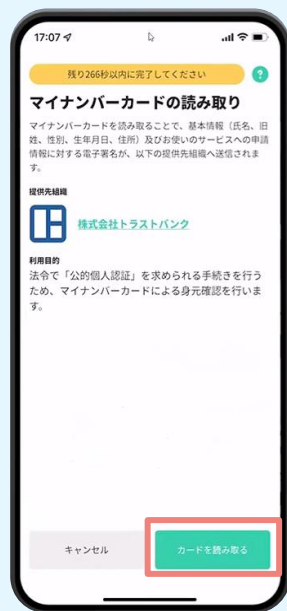 17:07
残り266秒以内に完了してください
?
マイナンバーカードの読み取り
マイナンバーカードを読み取ることで、基本情報（氏名、旧
姓、性別、生年月日、住所）及びお使いのサービスへの申請
情報に対する電子署名が、以下の提供先組織へ送信されま
す。
提供先組織
株式会社トラストバンク
利用目的
法令で「公的個人認証」を求められる手続きを行う
ため、マイナンバーカードによる身元確認を行いま
す。
キャンセル
カードを読み取る